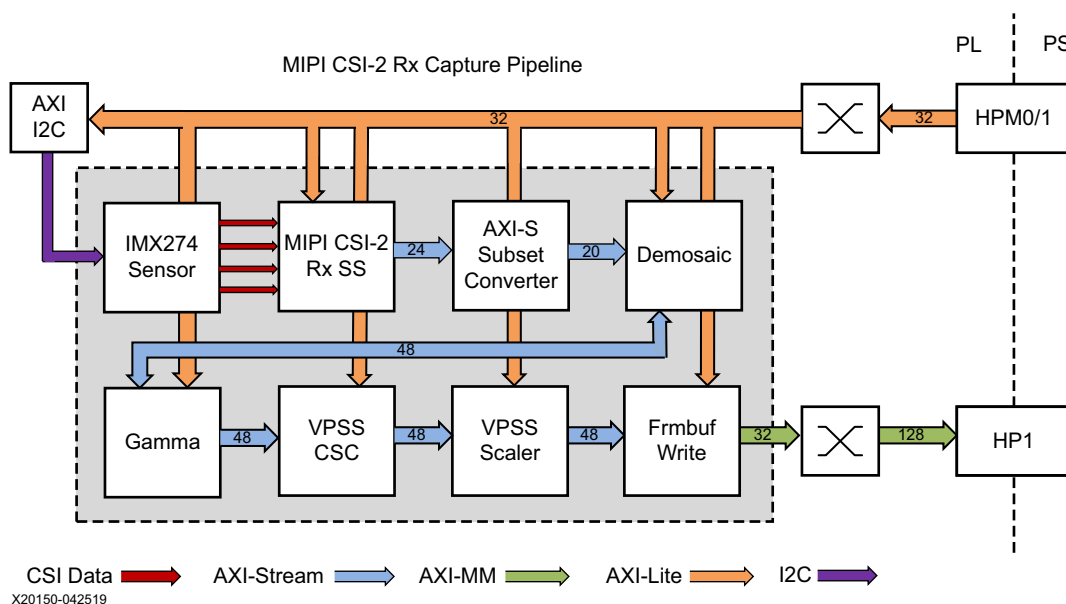 PL
PS
MIPI CSI-2 Rx Capture Pipeline
AXI
I2C
32
32
HPM0/1
IMX274
Sensor
MIPI CSI-2
Rx SS
24
AXI-S
Subset
Converter
20
Demosaic
48
Gamma
48
VPSS
CSC
48
VPSS
Scaler
48
Frmbuf
Write
32
128
HP1
CSI Data
AXI-Stream
AXI-MM
AXI-Lite
I2C
X20150-042519